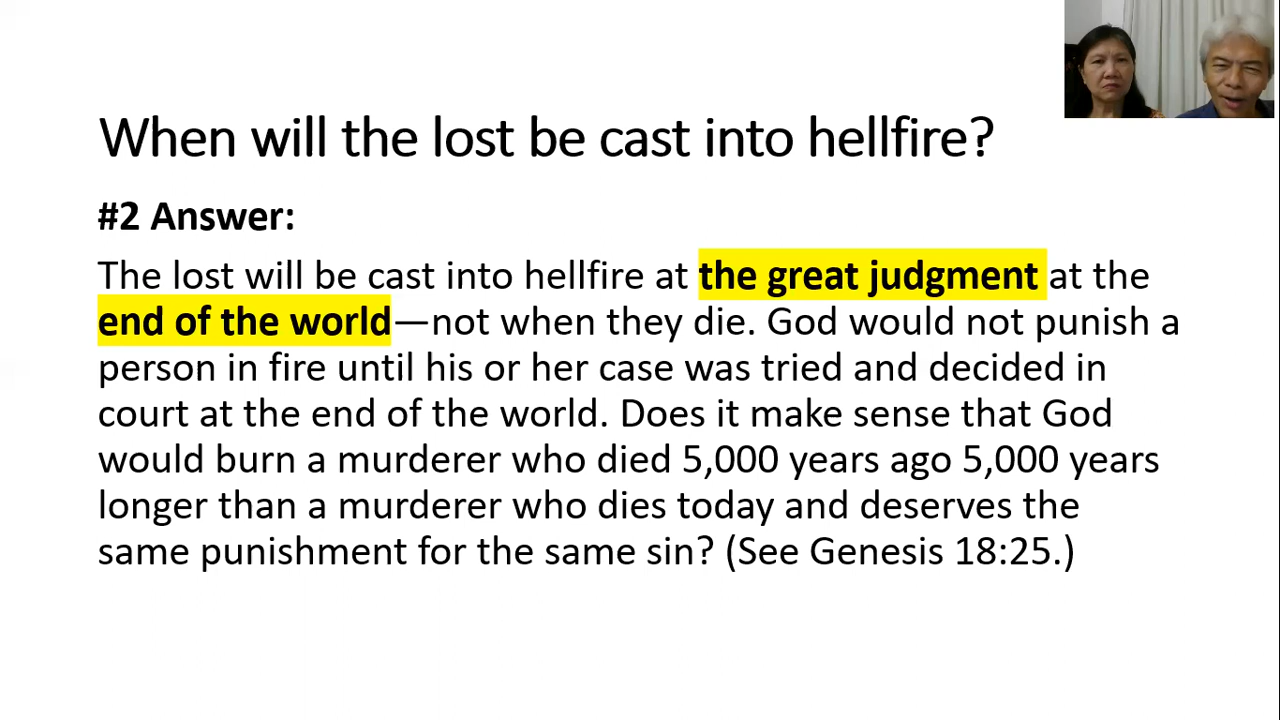 When will the lost be cast into hellfire?
#2 Answer:
The lost will be cast into hellfire at the great judgment at the
end of the world—not when they die. God would not punish a
person in fire until his or her case was tried and decided in
court at the end of the world. Does it make sense that God
would burn a murderer who died 5,000 years ago 5,000 years
longer than a murderer who dies today and deserves the
same punishment for the same sin? (See Genesis 18:25.)